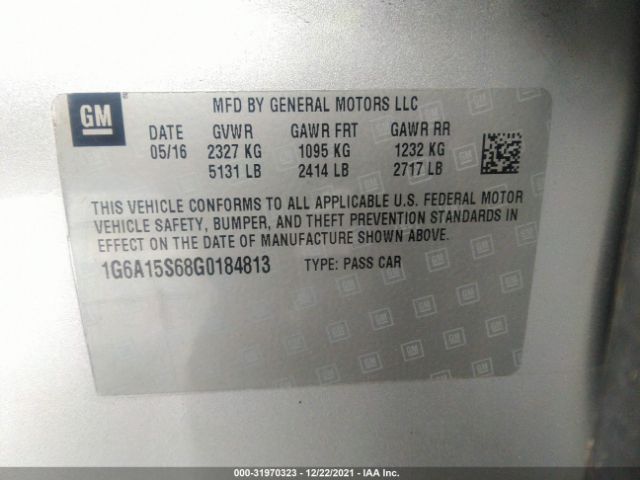 GM
MFD BY GENERAL MOTORS LLC
DATE GVWR GAWR FRT GAWR RR
05/16 2327 KG 1095 KG 1232 KG
5131 LB 2414 LB 2717 LB
THIS VEHICLE CONFORMS TO ALL APPLICABLE U.S. FEDERAL MOTOR
VEHICLE SAFETY, BUMPER, AND THEFT PREVENTION STANDARDS IN
EFFECT ON THE DATE OF MANUFACTURE SHOWN ABOVE.
1G6A15S68G0184813 TYPE: PASS CAR
000-31970323 - 12/22/2021 - IAA Inc.